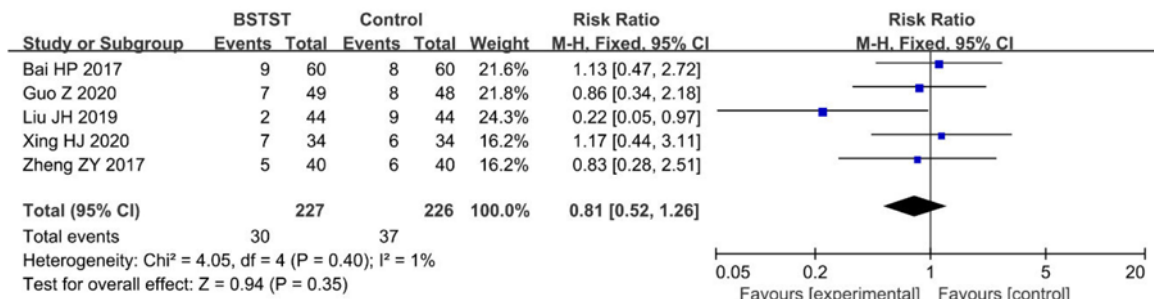 BSTST Control Risk Ratio Risk Ratio
Study or Subgroup Events Total Events Total Weight M-H, Fixed, 95% CI M-H, Fixed, 95% CI
Bai HP 2017 9 60 8 60 21.6% 1.13 [0.47, 2.72]
Guo Z 2020 7 49 8 48 21.8% 0.86 [0.34, 2.18]
Liu JH 2019 2 44 9 44 24.3% 0.22 [0.05, 0.97]
Xing HJ 2020 7 34 6 34 16.2% 1.17 [0.44, 3.11]
Zheng ZY 2017 5 40 6 40 16.2% 0.83 [0.28, 2.51]
Total (95% CI) 227 226 100.0% 0.81 [0.52, 1.26]
Total events 30 37
Heterogeneity: Chi² = 4.05, df = 4 (P = 0.40); I² = 1%
Test for overall effect: Z = 0.94 (P = 0.35)
0.05 0.2 1 5 20
Favours [experimental] Favours [control]